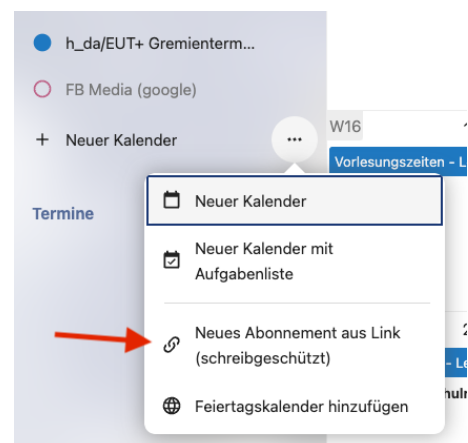 h_da/EUT+ Gremienterm...
FB Media (google)
+ Neuer Kalender
W16
Vorlesungszeiten - L
Termine
Neuer Kalender
Neuer Kalender mit
Aufgabenliste
Neues Abonnement aus Link
(schreibgeschützt)
- Le
Feiertagskalender hinzufügen